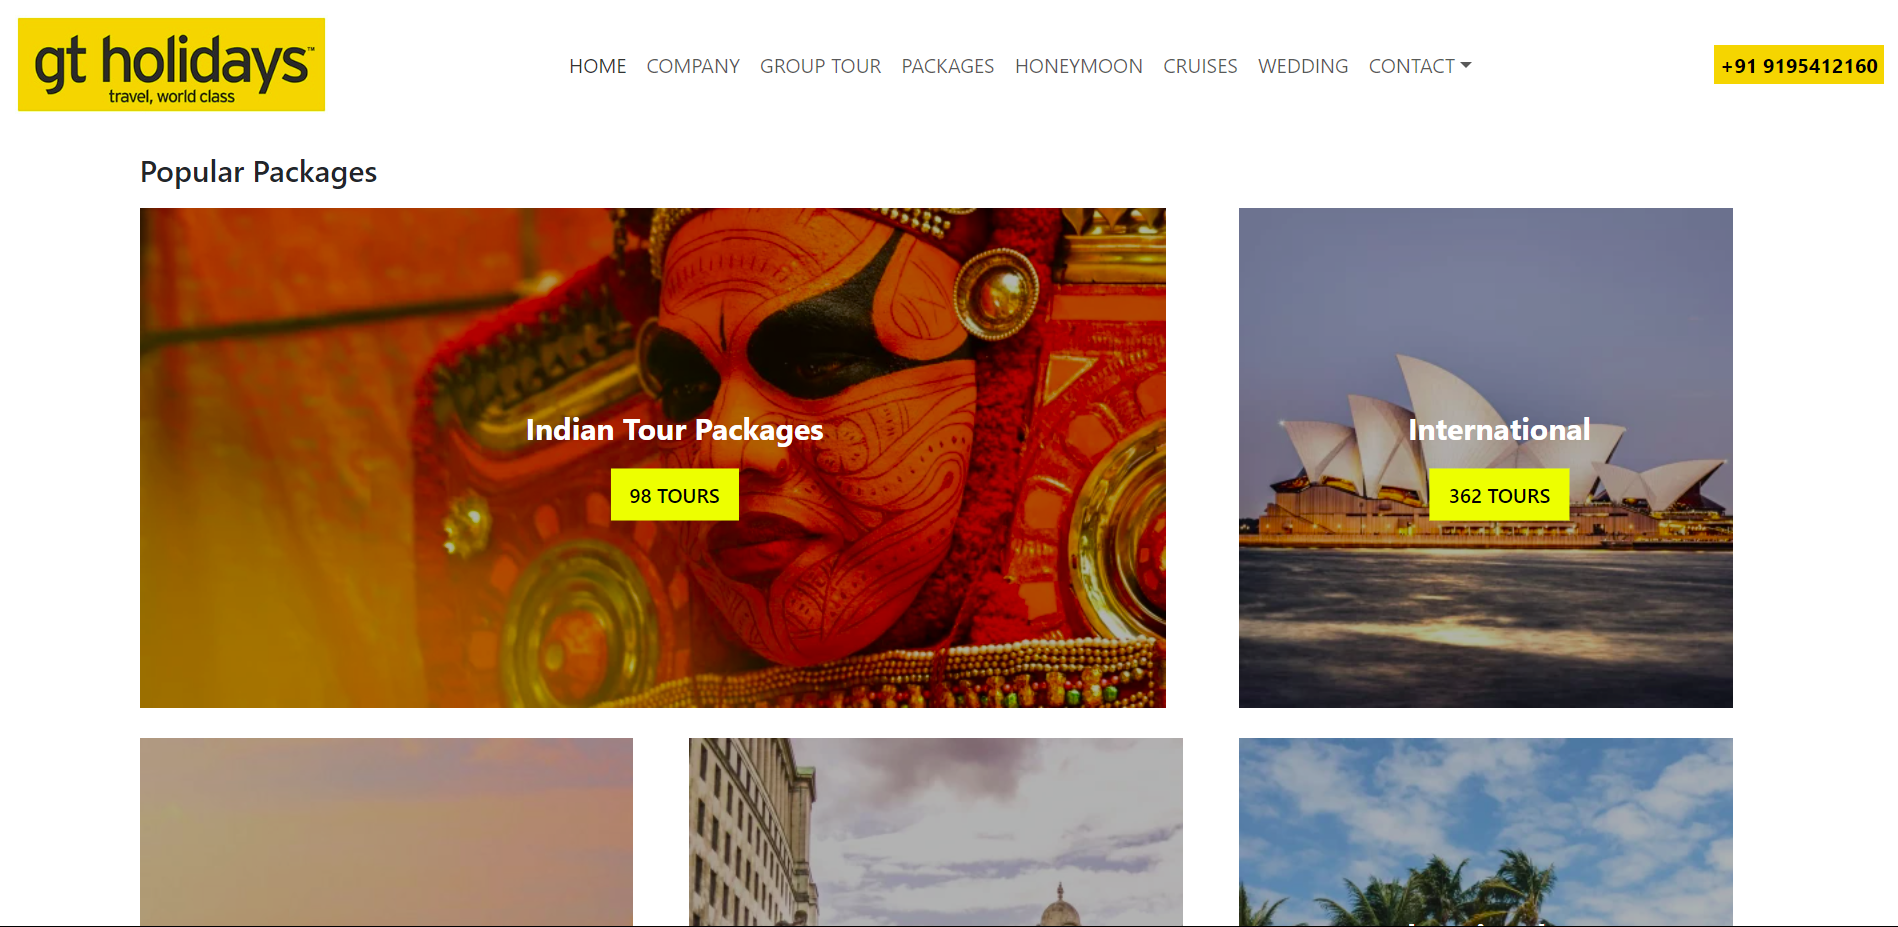 gt holidays™
travel, world class
HOME COMPANY GROUP TOUR PACKAGES HONEYMOON CRUISES WEDDING CONTACT
+91 9195412160
Popular Packages
Indian Tour Packages
98 TOURS
International
362 TOURS